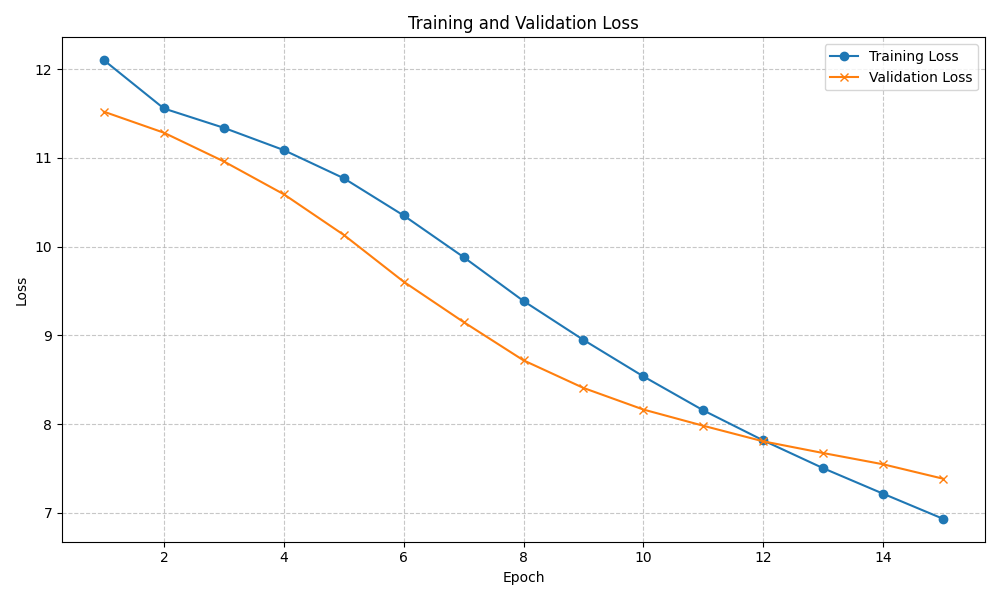 Training and Validation Loss
Training Loss
Validation Loss
12
11
10
9
8
7
Loss
2 4 6 8 10 12 14
Epoch